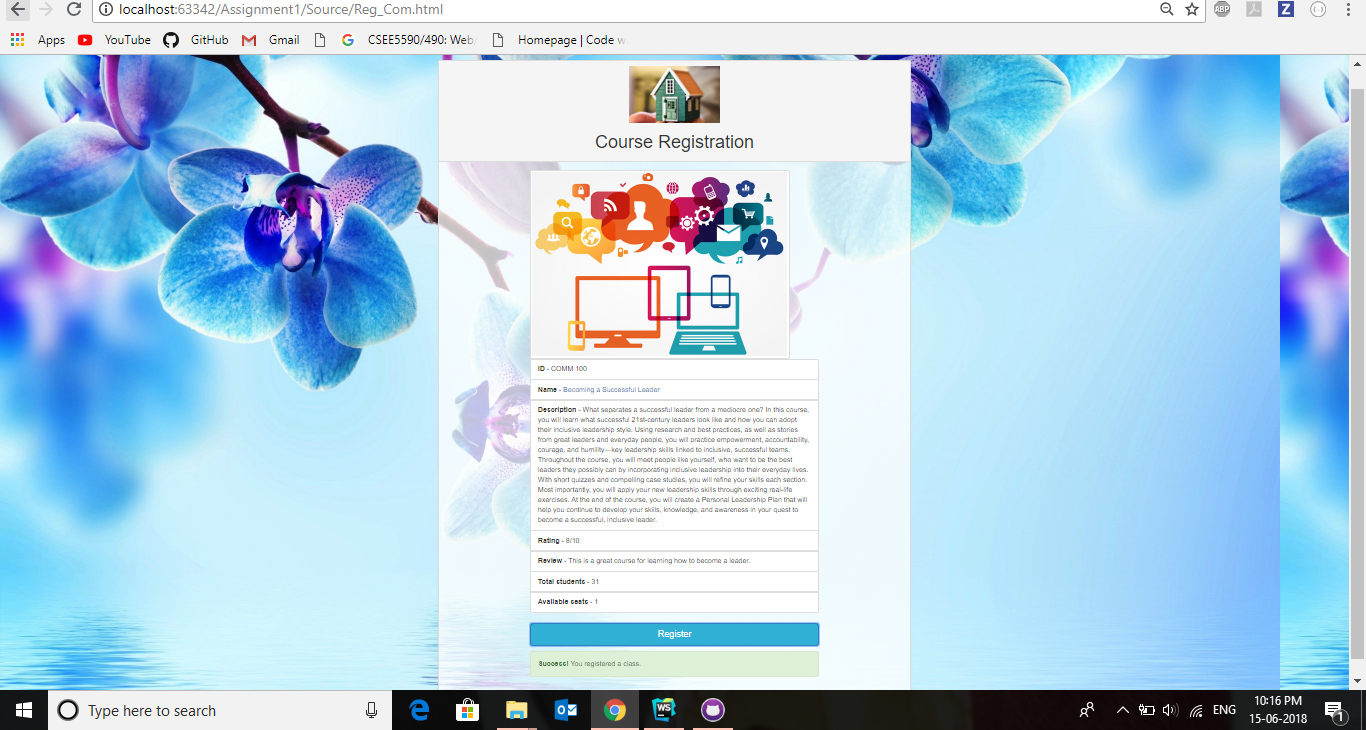 localhost:63342/Assignment1/Source/Reg_Com.html
ABP
Z
Apps YouTube GitHub Gmail CSEE5590/490: Web Homepage | Code w
Course Registration
ID - COMM 100
Name - Becoming a Successful Leader
Description - What separates a successful leader from a mediocre one? In this course,
you will learn what successful 21st-century leaders look like and how you can adopt
their inclusive leadership style. Using research and best practices, as well as stories
from great leaders and everyday people, you will practice empowerment, accountability,
courage, and humility—key leadership skills linked to inclusive, successful teams.
Throughout the course, you will meet people like yourself, who want to be the best
leaders they possibly can by incorporating inclusive leadership into their everyday lives.
With short quizzes and compelling case studies, you will refine your skills each section.
Most importantly, you will apply your new leadership skills through exciting real-life
exercises. At the end of the course, you will create a Personal Leadership Plan that will
help you continue to develop your skills, knowledge, and awareness in your quest to
become a successful, inclusive leader.
Rating - 8/10
Review - This is a great course for learning how to become a leader.
Total students - 31
Available seats - 1
Register
Success! You registered a class.
Type here to search
WS
ENG
10:16 PM
15-06-2018
1